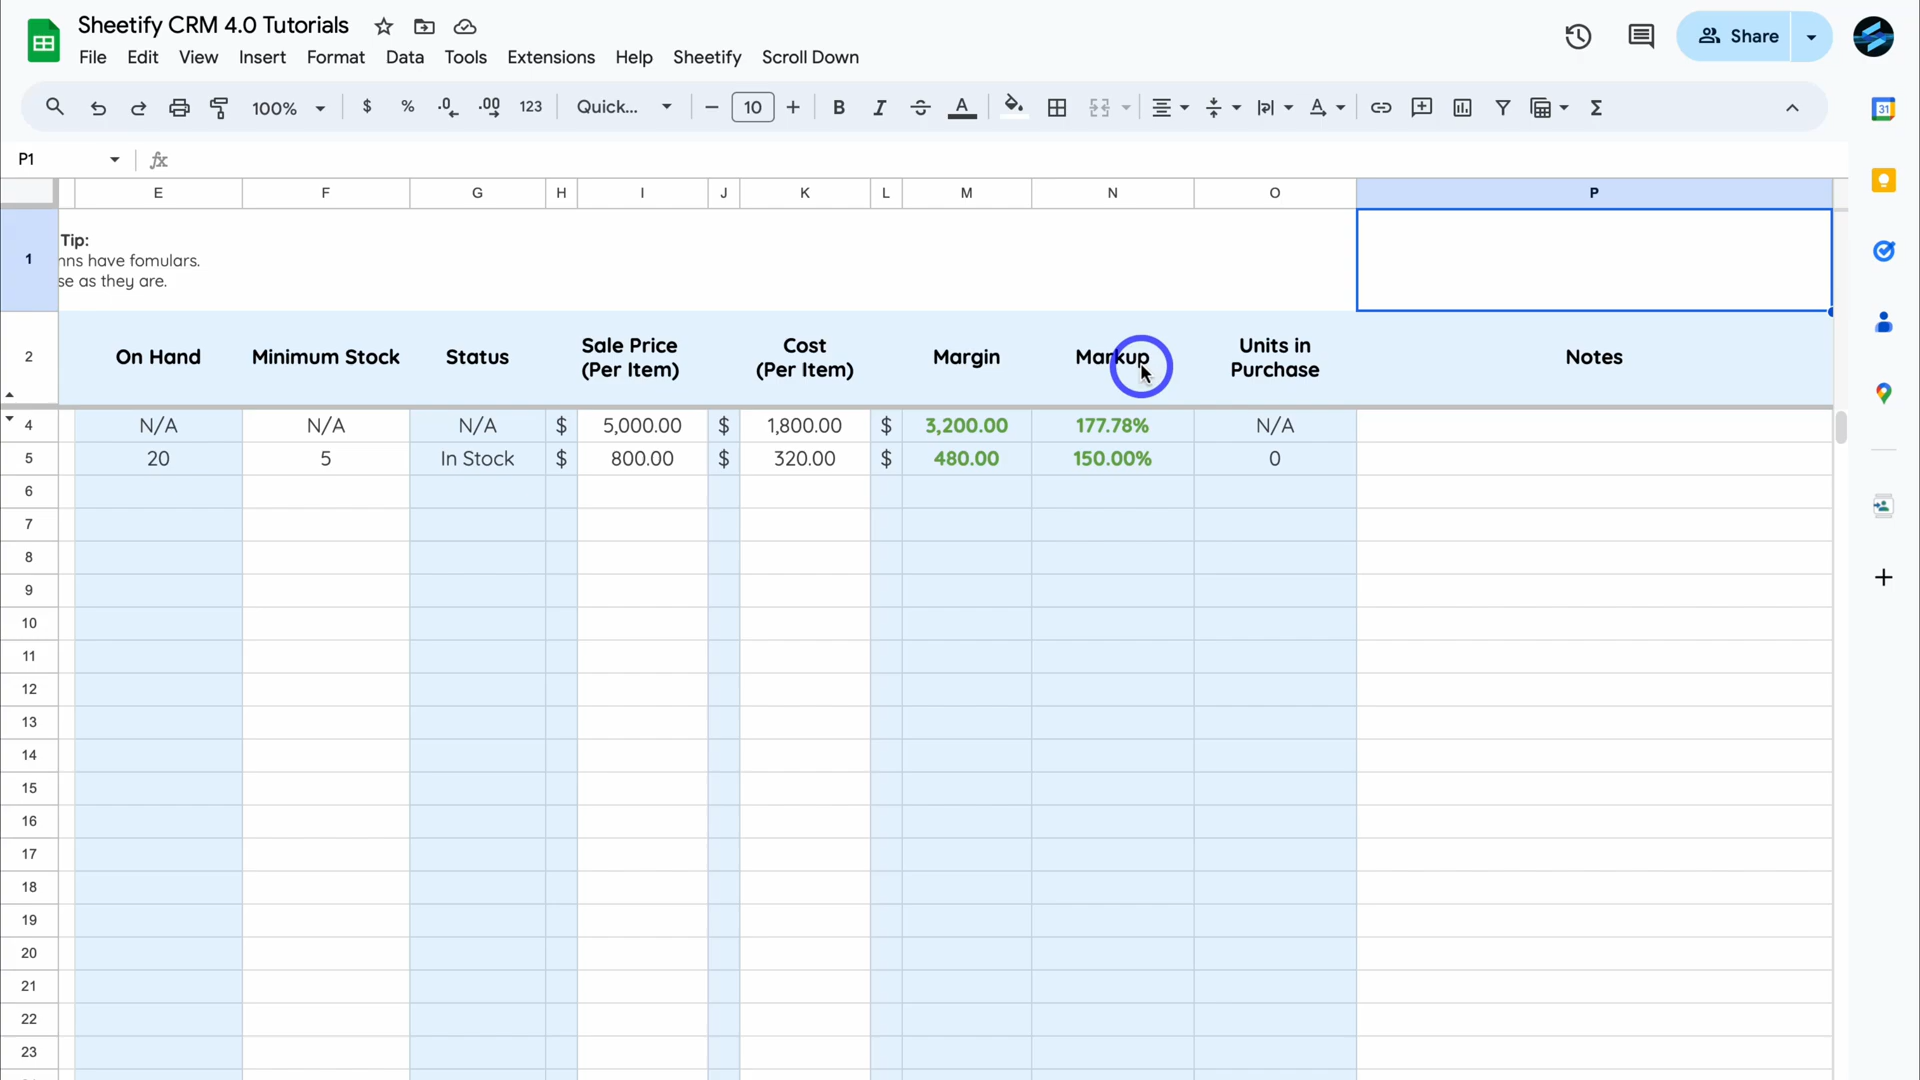 Sheetify CRM 4.0 Tutorials
File Edit View Insert Format Data Tools Extensions Help Sheetify Scroll Down
Share
100% $ % .0 .00 123 Quick... 10 B I A
31
P1 fx
E F G H I J K L M N O P
1
Tip:
nns have fomulars.
se as they are.
2 On Hand Minimum Stock Status Sale Price (Per Item) Cost (Per Item) Margin Markup Units in Purchase Notes
4 N/A N/A N/A $ 5,000.00 $ 1,800.00 $ 3,200.00 177.78% N/A
5 20 5 In Stock $ 800.00 $ 320.00 $ 480.00 150.00% 0
6
7
8
9
10
11
12
13
14
15
16
17
18
19
20
21
22
23